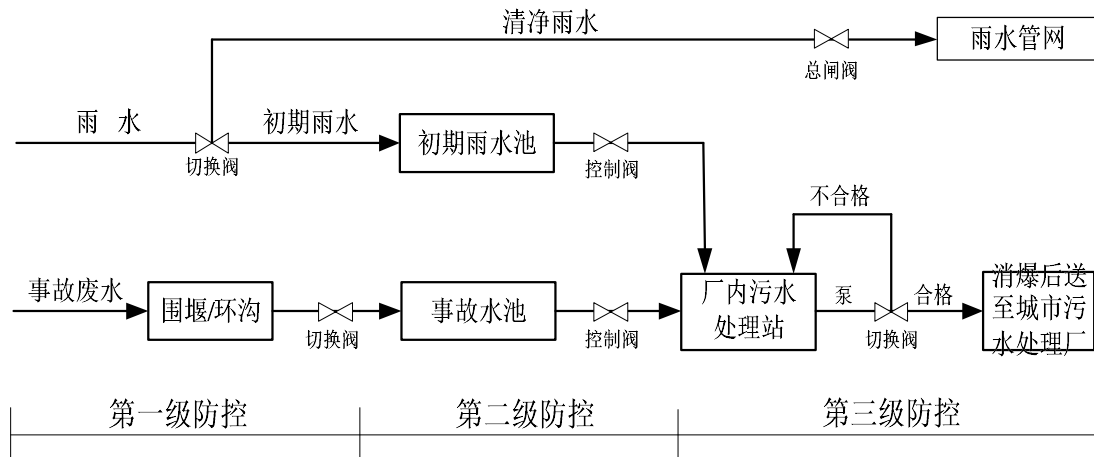 清净雨水
总闸阀
雨水管网
雨 水
切换阀
初期雨水
初期雨水池
控制阀
不合格
事故废水
围堰/环沟
切换阀
事故水池
控制阀
厂内污水
处理站
泵
切换阀
合格
消爆后送
至城市污
水处理厂
第一级防控
第二级防控
第三级防控